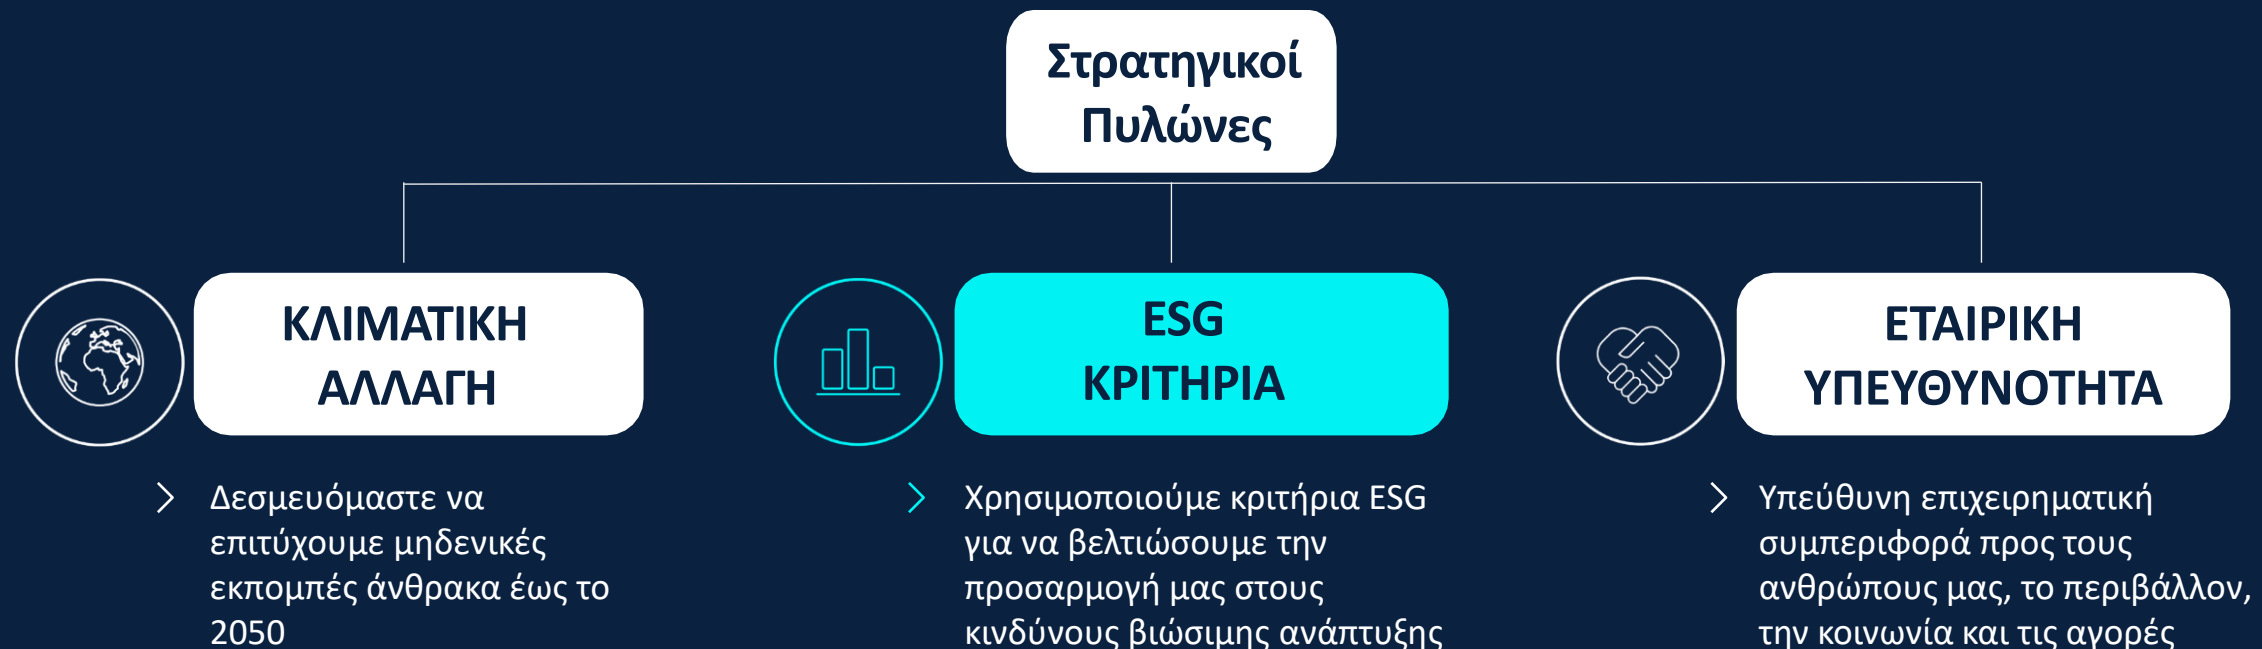 Στρατηγικοί
Πυλώνες
ΚΛΙΜΑΤΙΚΗ
ΑΛΛΑΓΗ
ESG
ΚΡΙΤΗΡΙΑ
ΕΤΑΙΡΙΚΗ
ΥΠΕΥΘΥΝΟΤΗΤΑ
Δεσμευόμαστε να
επιτύχουμε μηδενικές
εκπομπές άνθρακα έως το
2050
Χρησιμοποιούμε κριτήρια ESG
για να βελτιώσουμε την
προσαρμογή μας στους
κινδύνους βιώσιμης ανάπτυξης
Υπεύθυνη επιχειρηματική
συμπεριφορά προς τους
ανθρώπους μας, το περιβάλλον,
την κοινωνία και τις αγορές